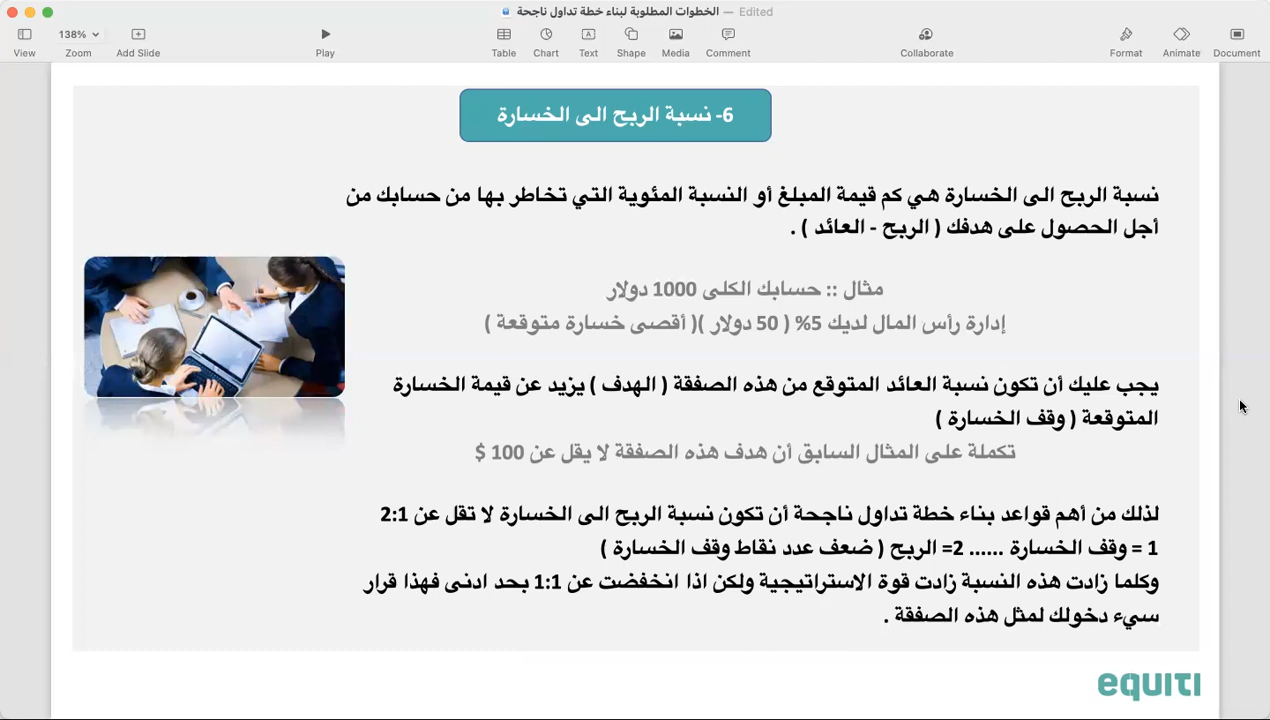 الخطوات المطلوبة لبناء خطة تداول ناجحة — Edited
View
138%
Zoom
Add Slide
Play
Table
Chart
Text
Shape
Media
Comment
Collaborate
Format
Animate
Document
6- نسبة الربح الى الخسارة
نسبة الربح الى الخسارة هي كم قيمة المبلغ أو النسبة المئوية التي تخاطر بها من حسابك من
أجل الحصول على هدفك ( الربح - العائد ) .
مثال :: حسابك الكلى 1000 دولار
إدارة رأس المال لديك 5% ( 50 دولار )( أقصى خسارة متوقعة )
يجب عليك أن تكون نسبة العائد المتوقع من هذه الصفقة ( الهدف ) يزيد عن قيمة الخسارة
المتوقعة ( وقف الخسارة )
تكملة على المثال السابق أن هدف هذه الصفقة لا يقل عن 100 $
لذلك من أهم قواعد بناء خطة تداول ناجحة أن تكون نسبة الربح الى الخسارة لا تقل عن 2:1
1 = وقف الخسارة ...... 2= الربح ( ضعف عدد نقاط وقف الخسارة )
وكلما زادت هذه النسبة زادت قوة الاستراتيجية ولكن اذا انخفضت عن 1:1 بحد ادنى فهذا قرار
سيء دخولك لمثل هذه الصفقة .
equiti